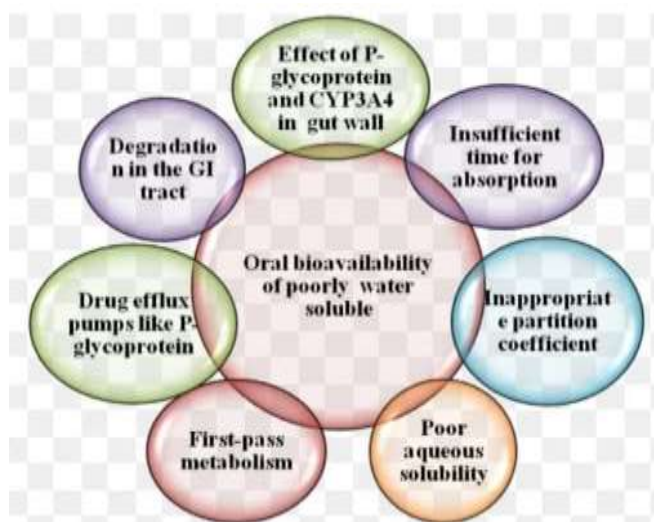 Effect of P-
glycoprotein
and CYP3A4
in gut wall
Insufficient
time for
absorption
Inappropriat
e partition
coefficient
Poor
aqueous
solubility
First-pass
metabolism
Drug efflux
pumps like P-
glycoprotein
Degradatio
n in the GI
tract
Oral bioavailability
of poorly water
soluble